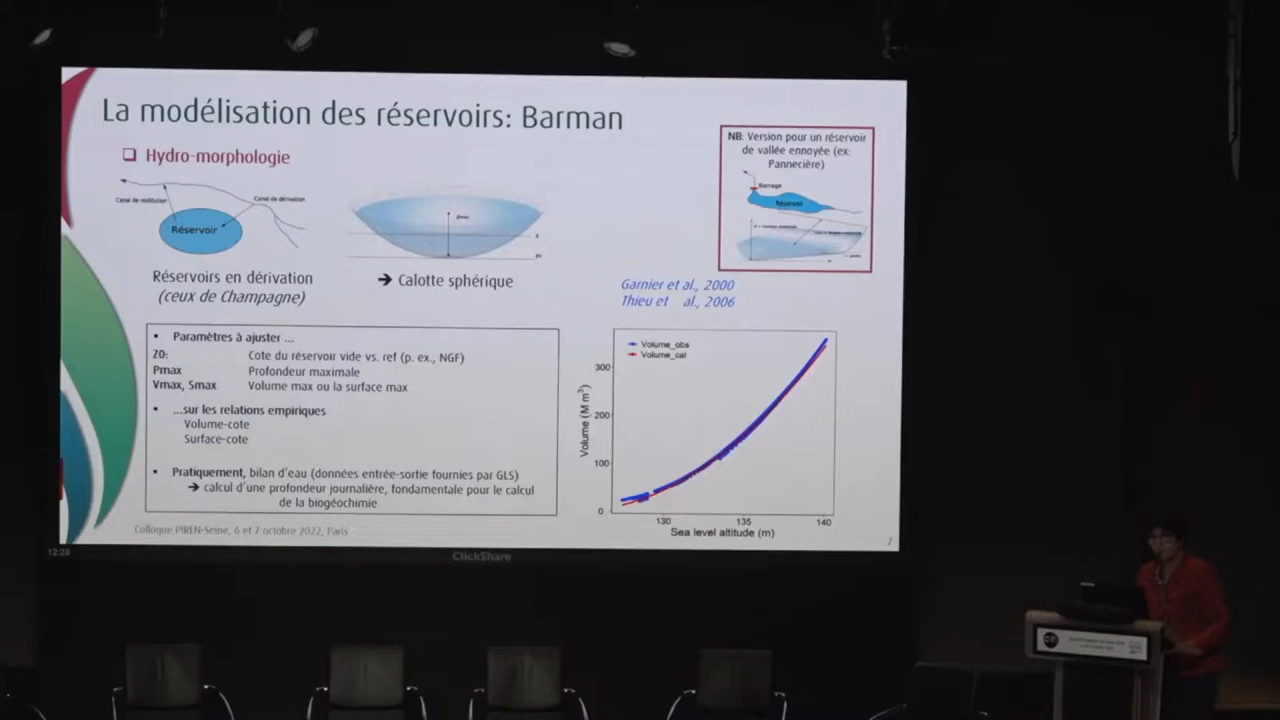 La modélisation des réservoirs: Barman
Hydro-morphologie
NB: Version pour un réservoir
de vallée ennoyée (ex:
Pannecière)
Barrage
Réservoir
Canal de restitution
Canal de dérivation
Réservoir
Pmax
Réservoirs en dérivation
(ceux de Champagne)
➔ Calotte sphérique
Garnier et al., 2000
Thieu et al., 2006
• Paramètres à ajuster ...
Z0: Cote du réservoir vide vs. ref (p. ex., NGF)
Pmax Profondeur maximale
Vmax, Smax Volume max ou la surface max
• ...sur les relations empiriques
Volume-cote
Surface-cote
• Pratiquement, bilan d'eau (données entrée-sortie fournies par GLS)
➔ calcul d'une profondeur journalière, fondamentale pour le calcul
de la biogéochimie
Volume_obs
Volume_cal
Volume (M m³)
300
200
100
0
130 135 140
Sea level altitude (m)
Colloque PIREN-Seine, 6 et 7 octobre 2022, Paris
7
12:20
ClickShare